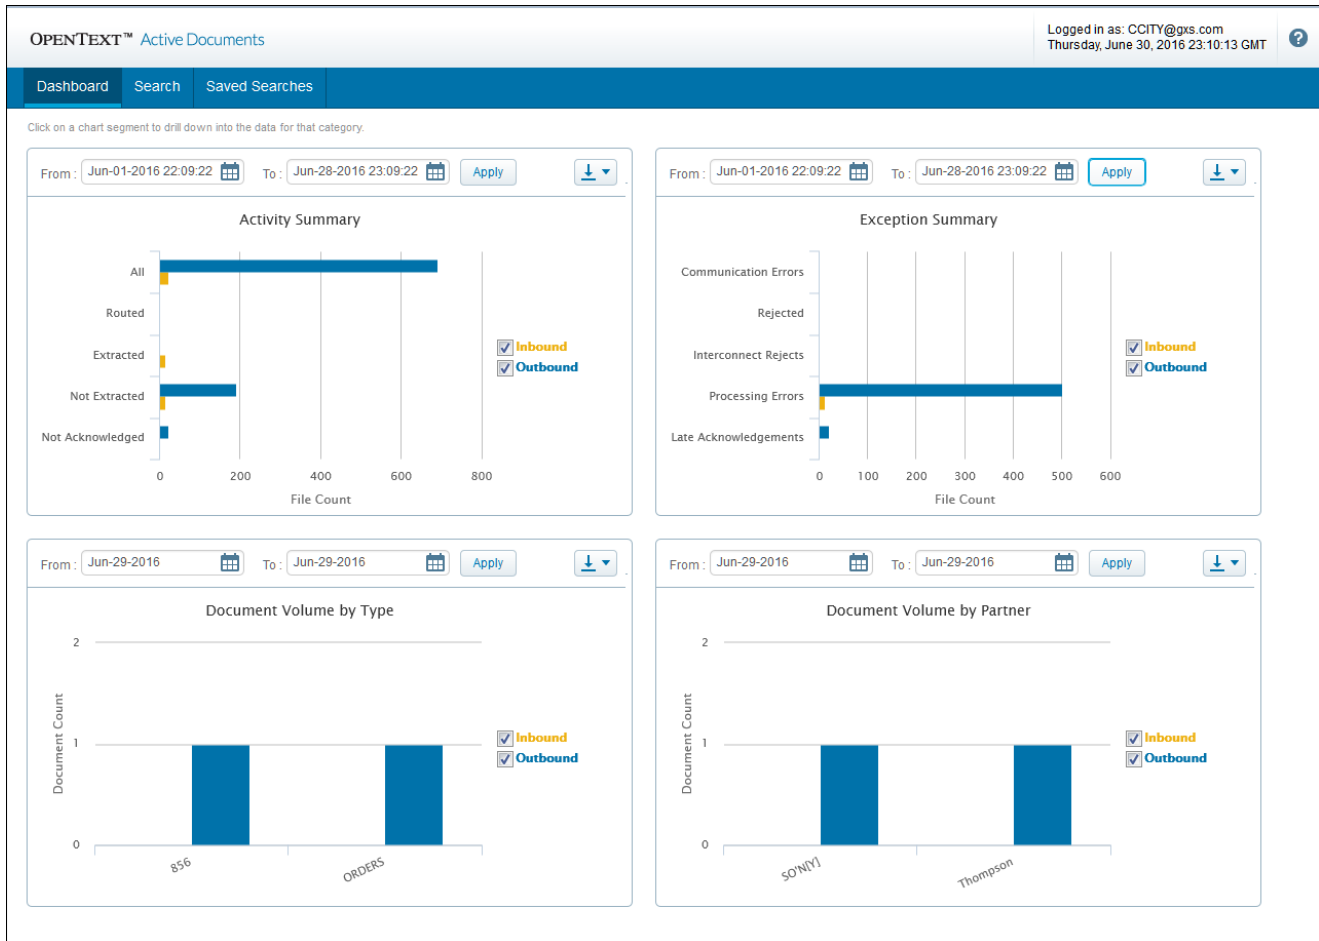 OPENTEXT™ Active Documents
Logged in as: CCITY@gxs.com
Thursday, June 30, 2016 23:10:13 GMT
?
Dashboard Search Saved Searches
Click on a chart segment to drill down into the data for that category.
From : Jun-01-2016 22:09:22 To : Jun-28-2016 23:09:22 Apply
Activity Summary
All
Routed
Extracted
Not Extracted
Not Acknowledged
0 200 400 600 800
File Count
Inbound
Outbound
From : Jun-01-2016 22:09:22 To : Jun-28-2016 23:09:22 Apply
Exception Summary
Communication Errors
Rejected
Interconnect Rejects
Processing Errors
Late Acknowledgements
0 100 200 300 400 500 600
File Count
Inbound
Outbound
From : Jun-29-2016 To : Jun-29-2016 Apply
Document Volume by Type
Document Count
2
1
0
856 ORDERS
Inbound
Outbound
From : Jun-29-2016 To : Jun-29-2016 Apply
Document Volume by Partner
Document Count
2
1
0
SO'N[Y] Thompson
Inbound
Outbound